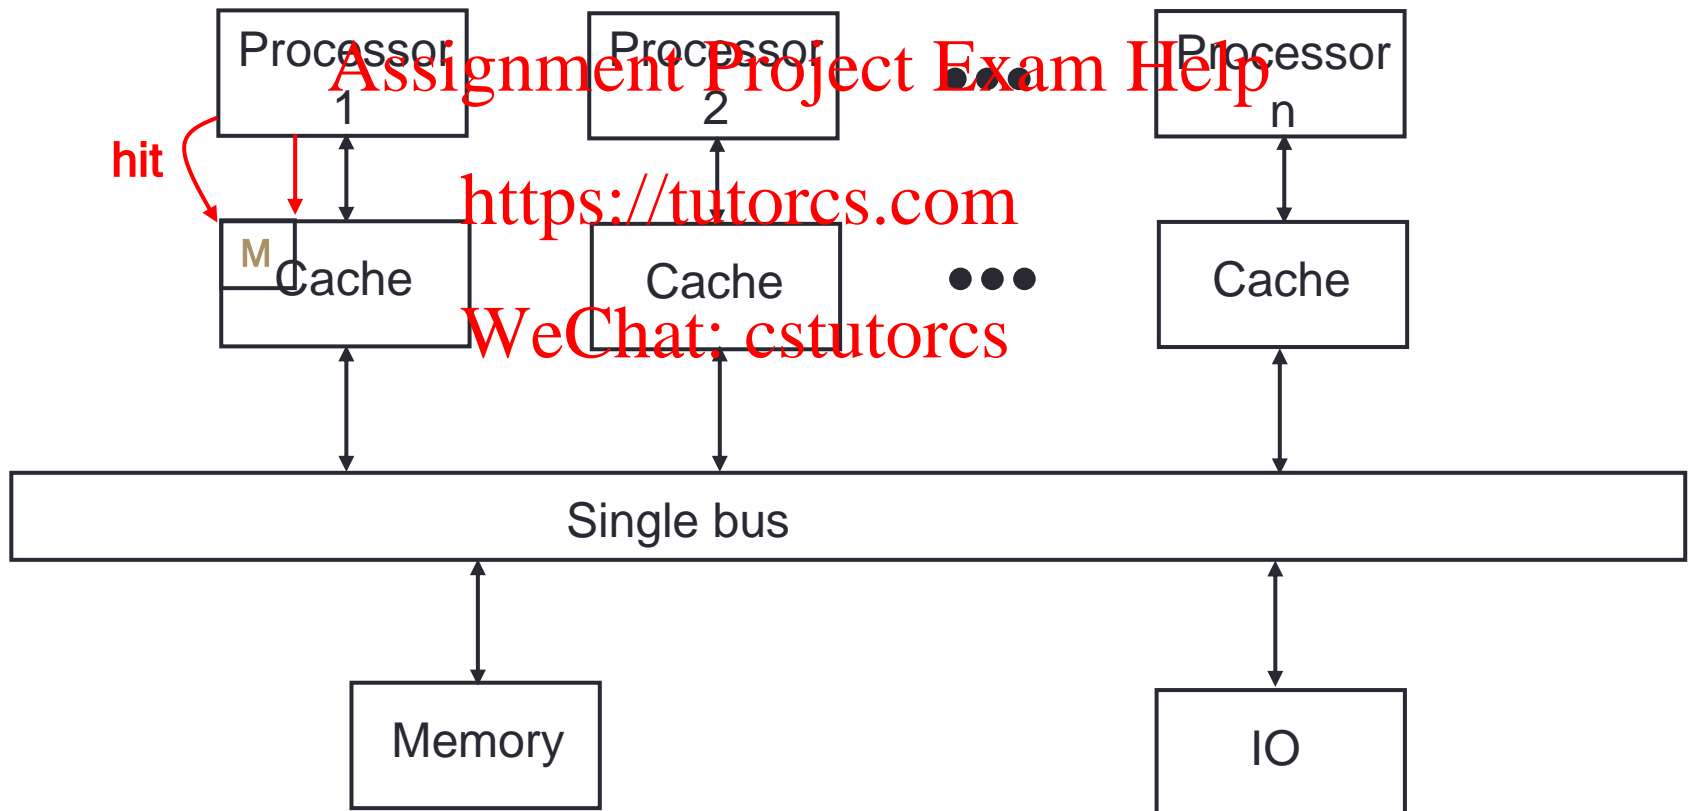 Processor
1
Processor
2
Processor
n
Assignment Project Exam Help
hit
https://tutorcs.com
M
Cache
Cache
Cache
WeChat: cstutorcs
Single bus
Memory
IO